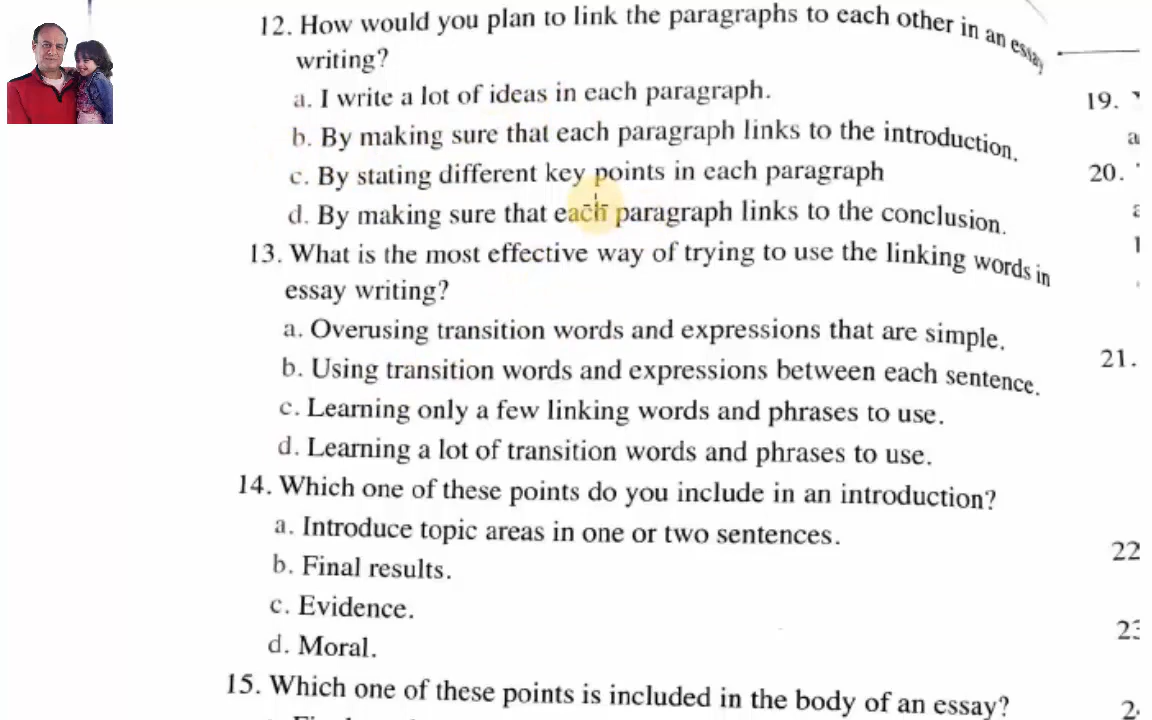 12. How would you plan to link the paragraphs to each other in an essay
writing?
a. I write a lot of ideas in each paragraph.
b. By making sure that each paragraph links to the introduction.
c. By stating different key points in each paragraph
d. By making sure that each paragraph links to the conclusion.
13. What is the most effective way of trying to use the linking words in
essay writing?
a. Overusing transition words and expressions that are simple.
b. Using transition words and expressions between each sentence.
c. Learning only a few linking words and phrases to use.
d. Learning a lot of transition words and phrases to use.
14. Which one of these points do you include in an introduction?
a. Introduce topic areas in one or two sentences.
b. Final results.
c. Evidence.
d. Moral.
15. Which one of these points is included in the body of an essay?
19.
a
20.
a
21.
22